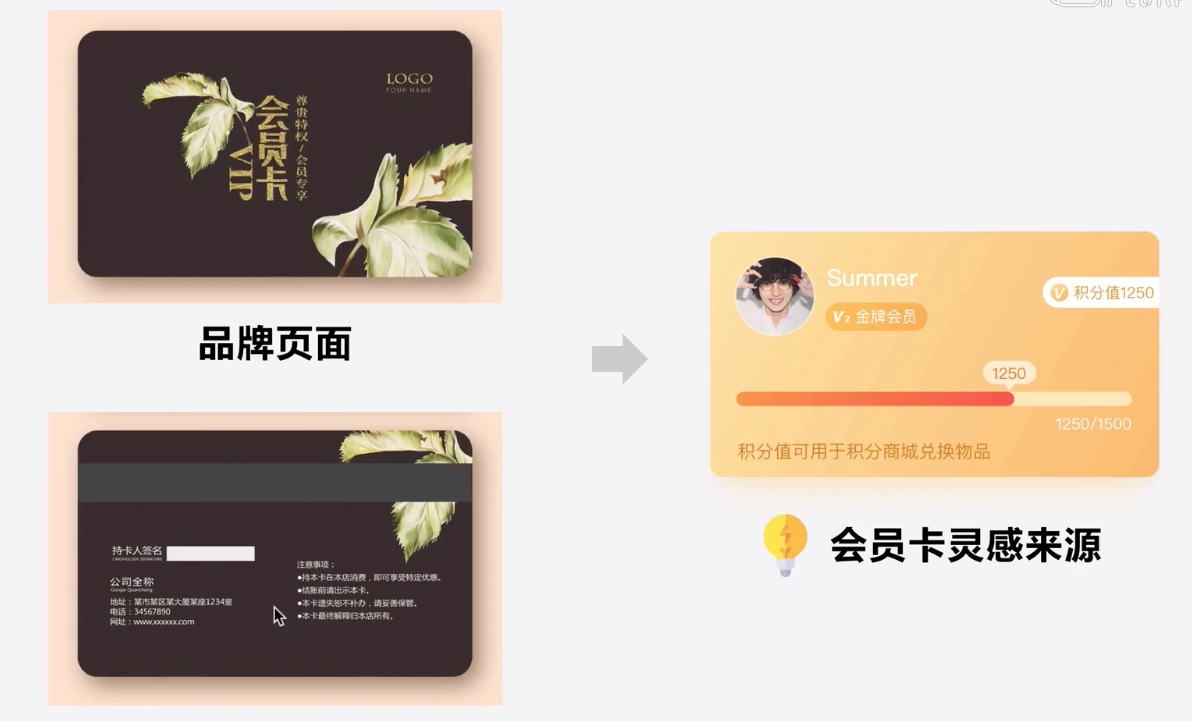 LOGO
YOUR NAME
会员卡
VIP
尊贵特权/会员专享
品牌页面
持卡人签名
CARDHOLDER SIGNATURE
公司全称
Gongsi Quancheng
地址：某市某区某大厦某座1234室
电话：34567890
网址：www.xxxxxx.com
注意事项：
●持本卡在本店消费，即可享受特定优惠。
●结账前请出示本卡。
●本卡遗失恕不补办，请妥善保管。
●本卡最终解释归本店所有。
Summer
V2 金牌会员
V 积分值1250
1250
1250/1500
积分值可用于积分商城兑换物品
会员卡灵感来源